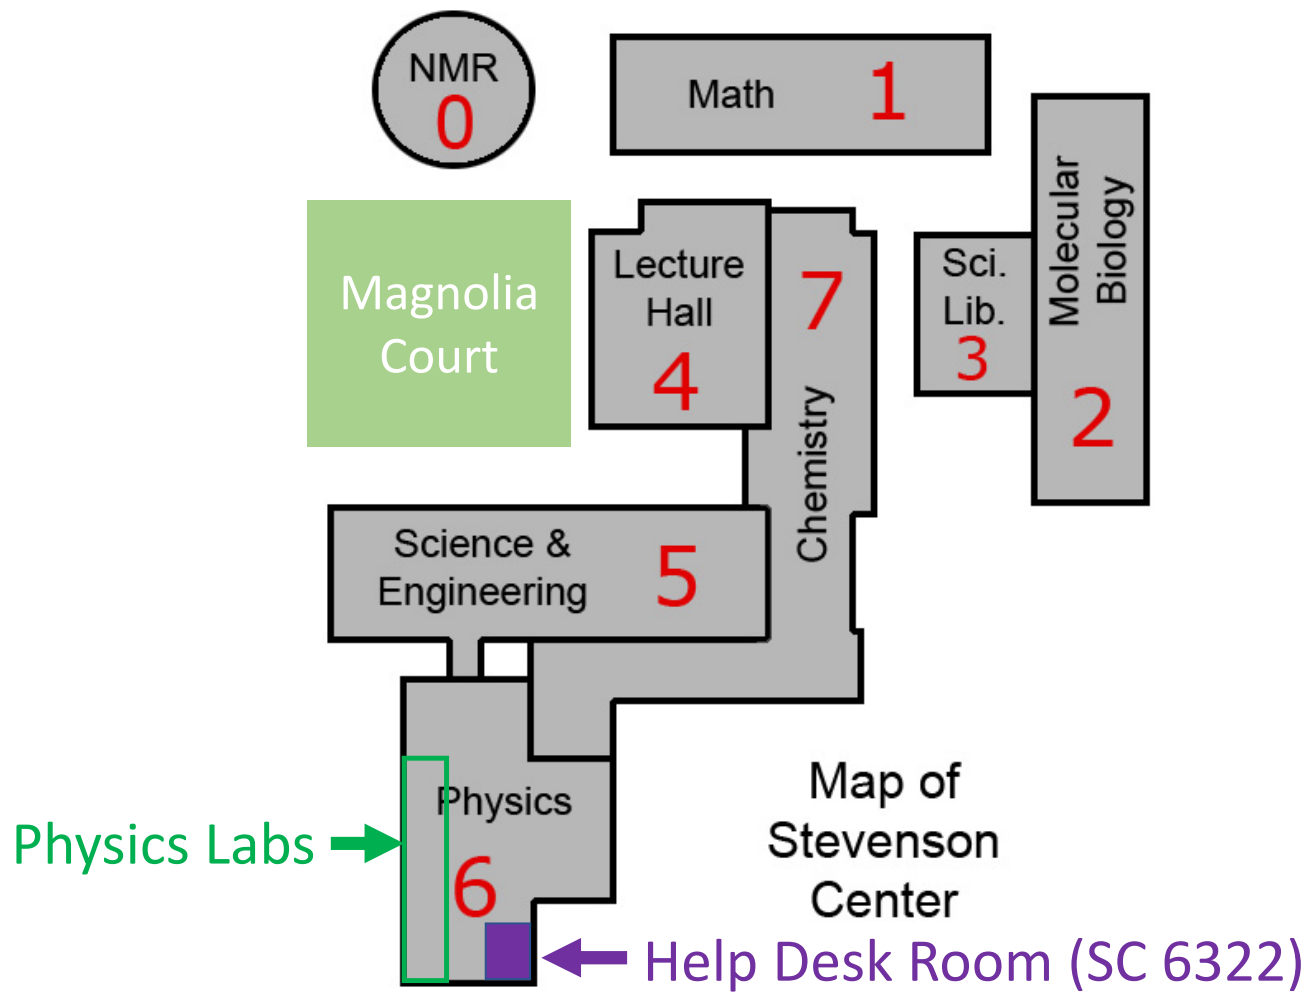 NMR
0
Math 1
Molecular
Biology
2
Magnolia
Court
Lecture
Hall
4
7
Chemistry
Sci.
Lib.
3
Science &
Engineering
5
Physics
6
Physics Labs
Map of
Stevenson
Center
Help Desk Room (SC 6322)